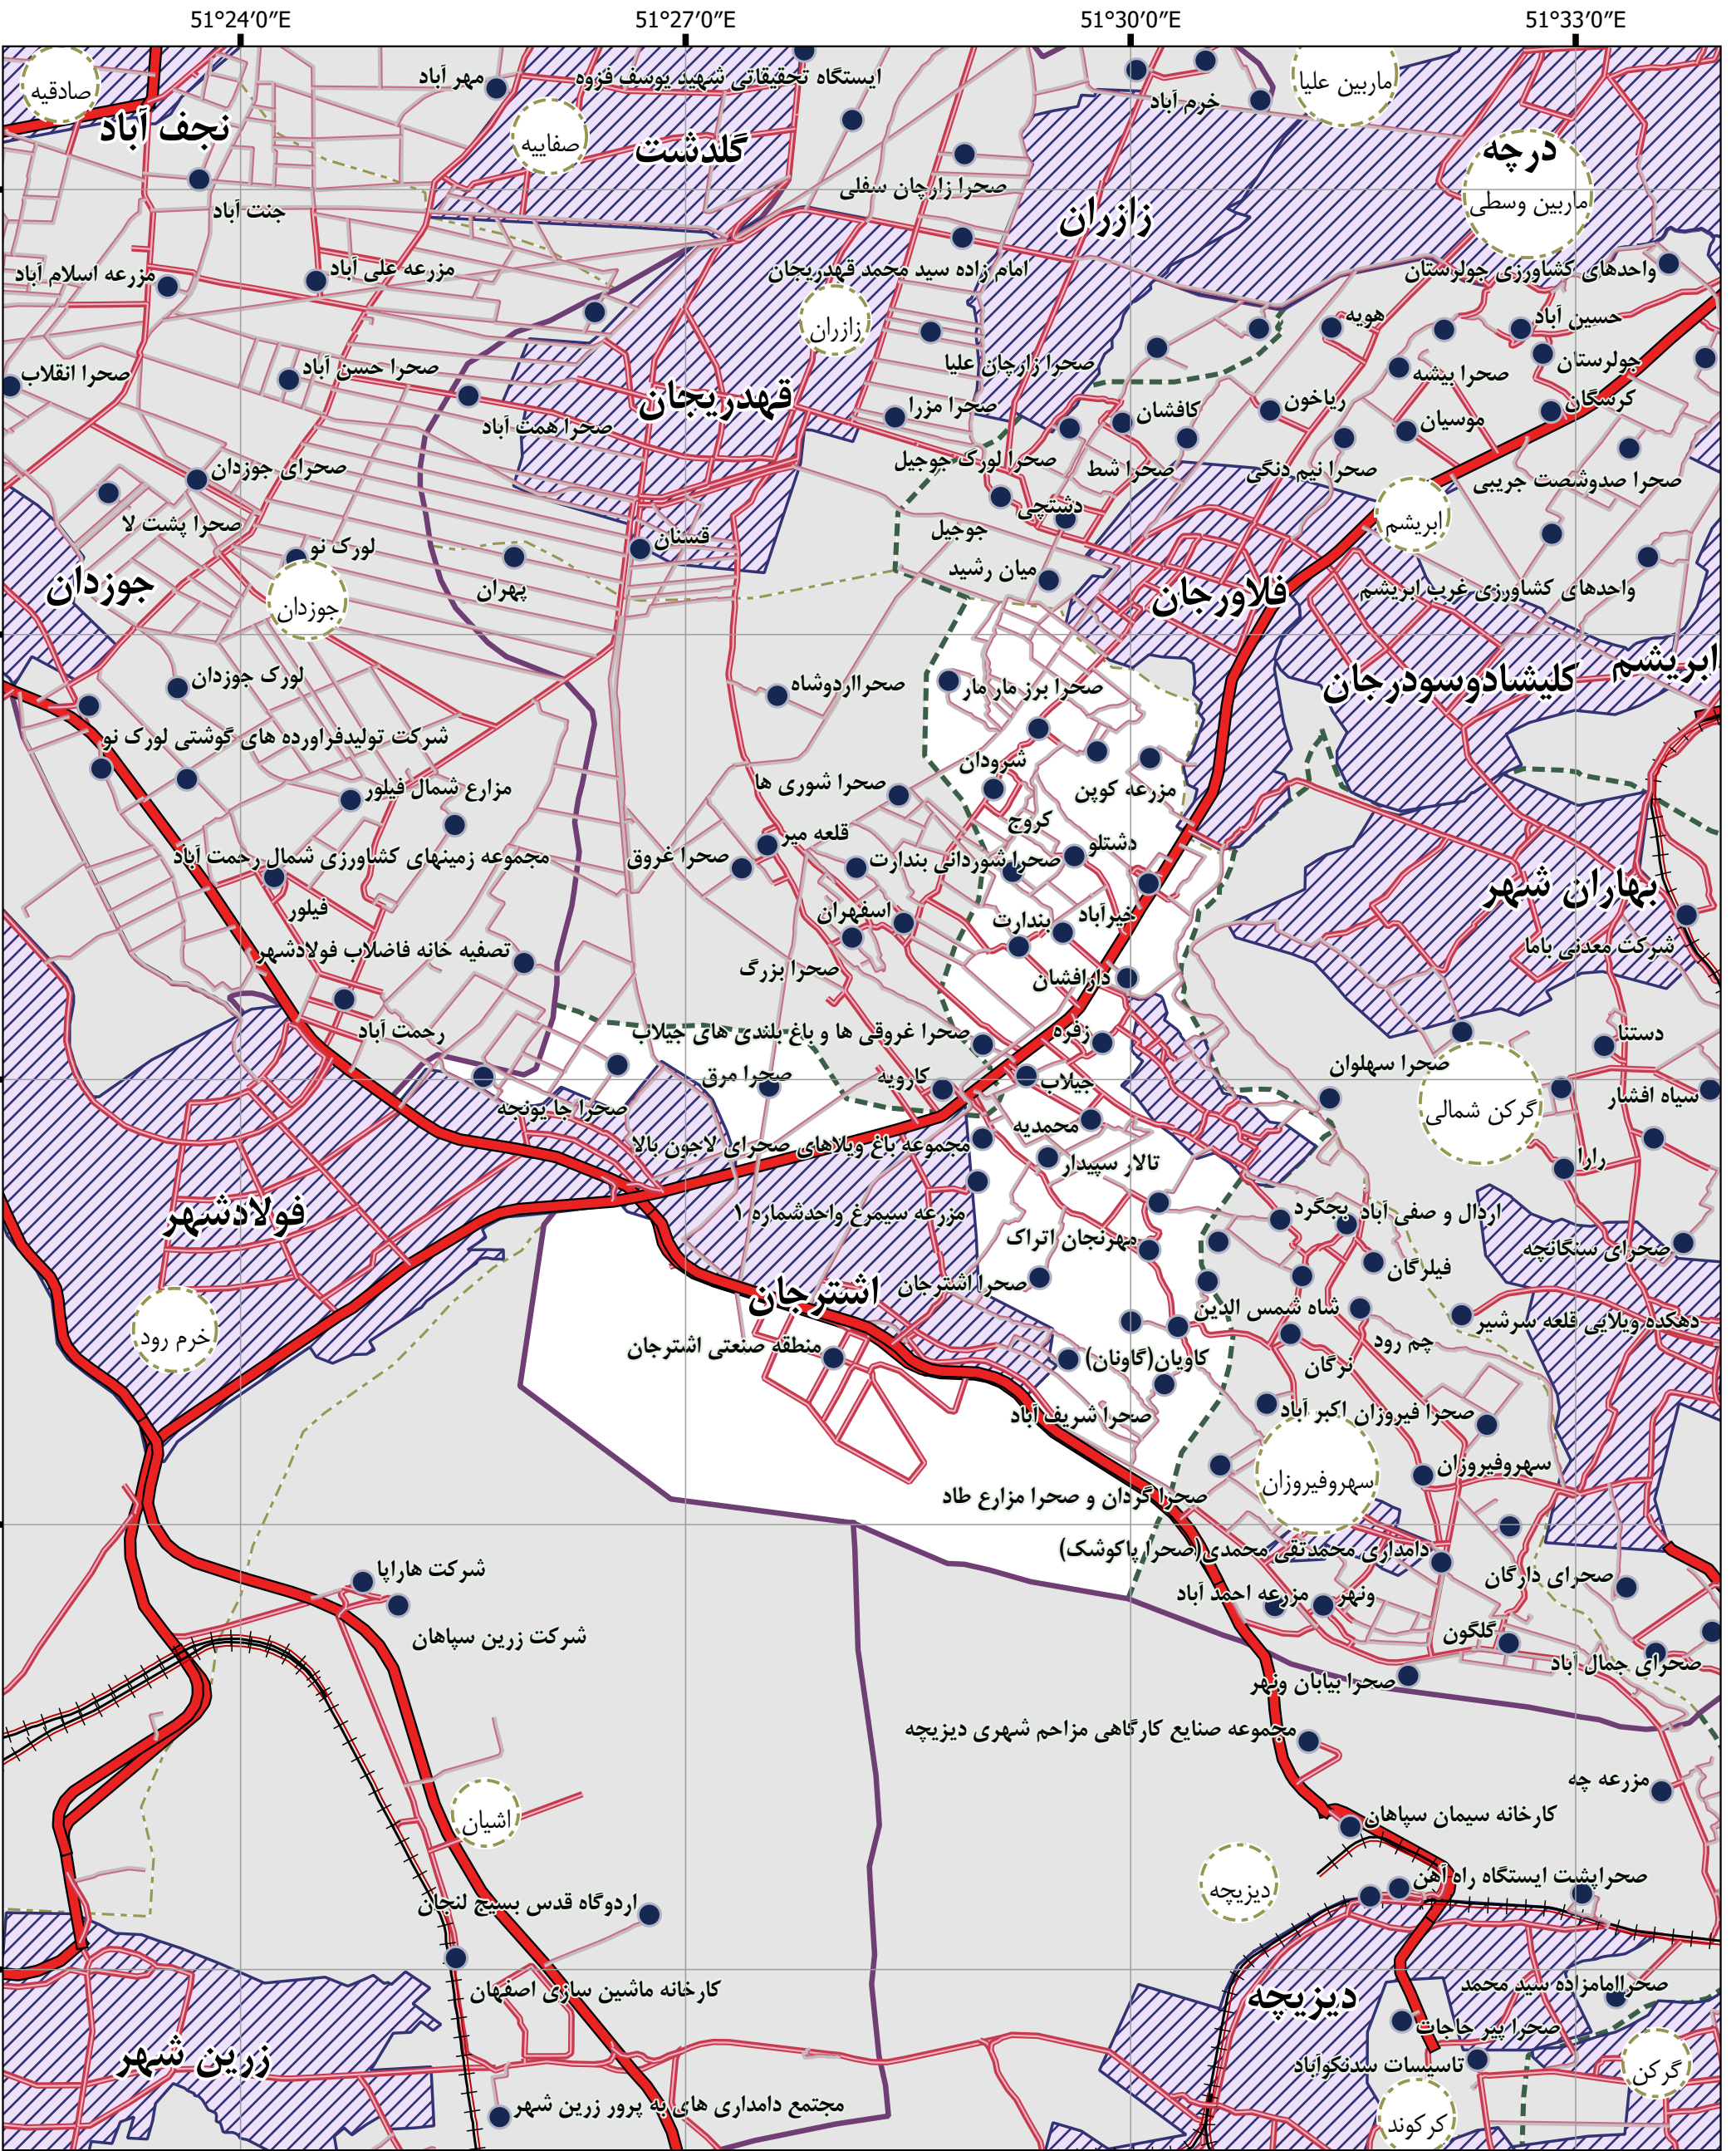 51°24′0″E
51°27′0″E
51°30′0″E
51°33′0″E
صادقیه
نجف آباد
مهر آباد
ایستگاه تحقیقاتی شهید یوسف قزوه
خرم آباد
ماربین علیا
صفاییه
گلدشت
درچه
ماربین وسطی
صحرا زارچان سفلی
زازران
جنت آباد
مزرعه اسلام آباد
مزرعه علی آباد
امام زاده سید محمد قهدریجان
واحدهای کشاورزی جولرستان
زازران
هویه
حسین آباد
صحرا انقلاب
صحرا حسن آباد
صحرا زارچان علیا
صحرا بیشه
جولرستان
قهدریجان
صحرا مزرا
کافشان
ریاخون
کرسگان
موسیان
صحرا همت آباد
صحرای جوزدان
صحرا لورک جوجیل
صحرا شط
صحرا نیم دنگی
صحرا صدوشصت جریبی
صحرا پشت لا
دشتچی
جوجیل
ابریشم
لورک نو
قسنان
پهران
میان رشید
جوزدان
جوزدان
فلاورجان
واحدهای کشاورزی غرب ابریشم
ابریشم
کلیشادوسودرجان
لورک جوزدان
صحرااردوشاه
صحرا برز مار مار
شرکت تولیدفراورده های گوشتی لورک نو
شرودان
صحرا شوری ها
مزرعه کوپن
مزارع شمال فیلور
کروج
قلعه میر
دشتلو
مجموعه زمینهای کشاورزی شمال رحمت آباد
صحرا غروق
صحرا شوردانی بندارت
بهاران شهر
فیلور
اسفهران
بندارت
خیرآباد
شرکت معدنی باما
تصفیه خانه فاضلاب فولادشهر
صحرا بزرگ
دارافشان
رحمت آباد
صحرا غروقی ها و باغ بلندی های جیلاب
زفره
دستنا
صحرا سهلوان
صحرا مرق
کارویه
جیلاب
سیاه افشار
گرکن شمالی
صحرا جا یونجه
محمدیه
مجموعه باغ ویلاهای صحرای لاجون بالا
تالار سپیدار
رارا
فولادشهر
مزرعه سیمرغ واحدشماره ۱
بجگرد
اردال و صفی آباد
مهرنجان اتراک
صحرای سنگانچه
فیلرگان
اشترجان
صحرا اشترجان
شاه شمس الدین
دهکده ویلایی قلعه سرشیر
خرم رود
چم رود
منطقه صنعتی اشترجان
کاویان(گاونان)
نرگان
صحرا شریف آباد
اکبر آباد
صحرا فیروزان
سهروفیروزان
سهروفیروزان
صحرا گردان و صحرا مزارع طاد
دامداری محمدتقی محمدی(صحرا پاکوشک)
شرکت هاراپا
صحرای دارگان
مزرعه احمد آباد
ونهر
شرکت زرین سپاهان
گلگون
صحرای جمال آباد
صحرا بیابان ونهر
مجموعه صنایع کارگاهی مزاحم شهری دیزیچه
مزرعه چه
اشیان
کارخانه سیمان سپاهان
دیزیچه
صحراپشت ایستگاه راه آهن
اردوگاه قدس بسیج لنجان
کارخانه ماشین سازی اصفهان
صحراامامزاده سید محمد
دیزیچه
صحرا پیر حاجات
زرین شهر
تاسیسات سدنکوآباد
گرکن
مجتمع دامداری های به پرور زرین شهر
کرکوند